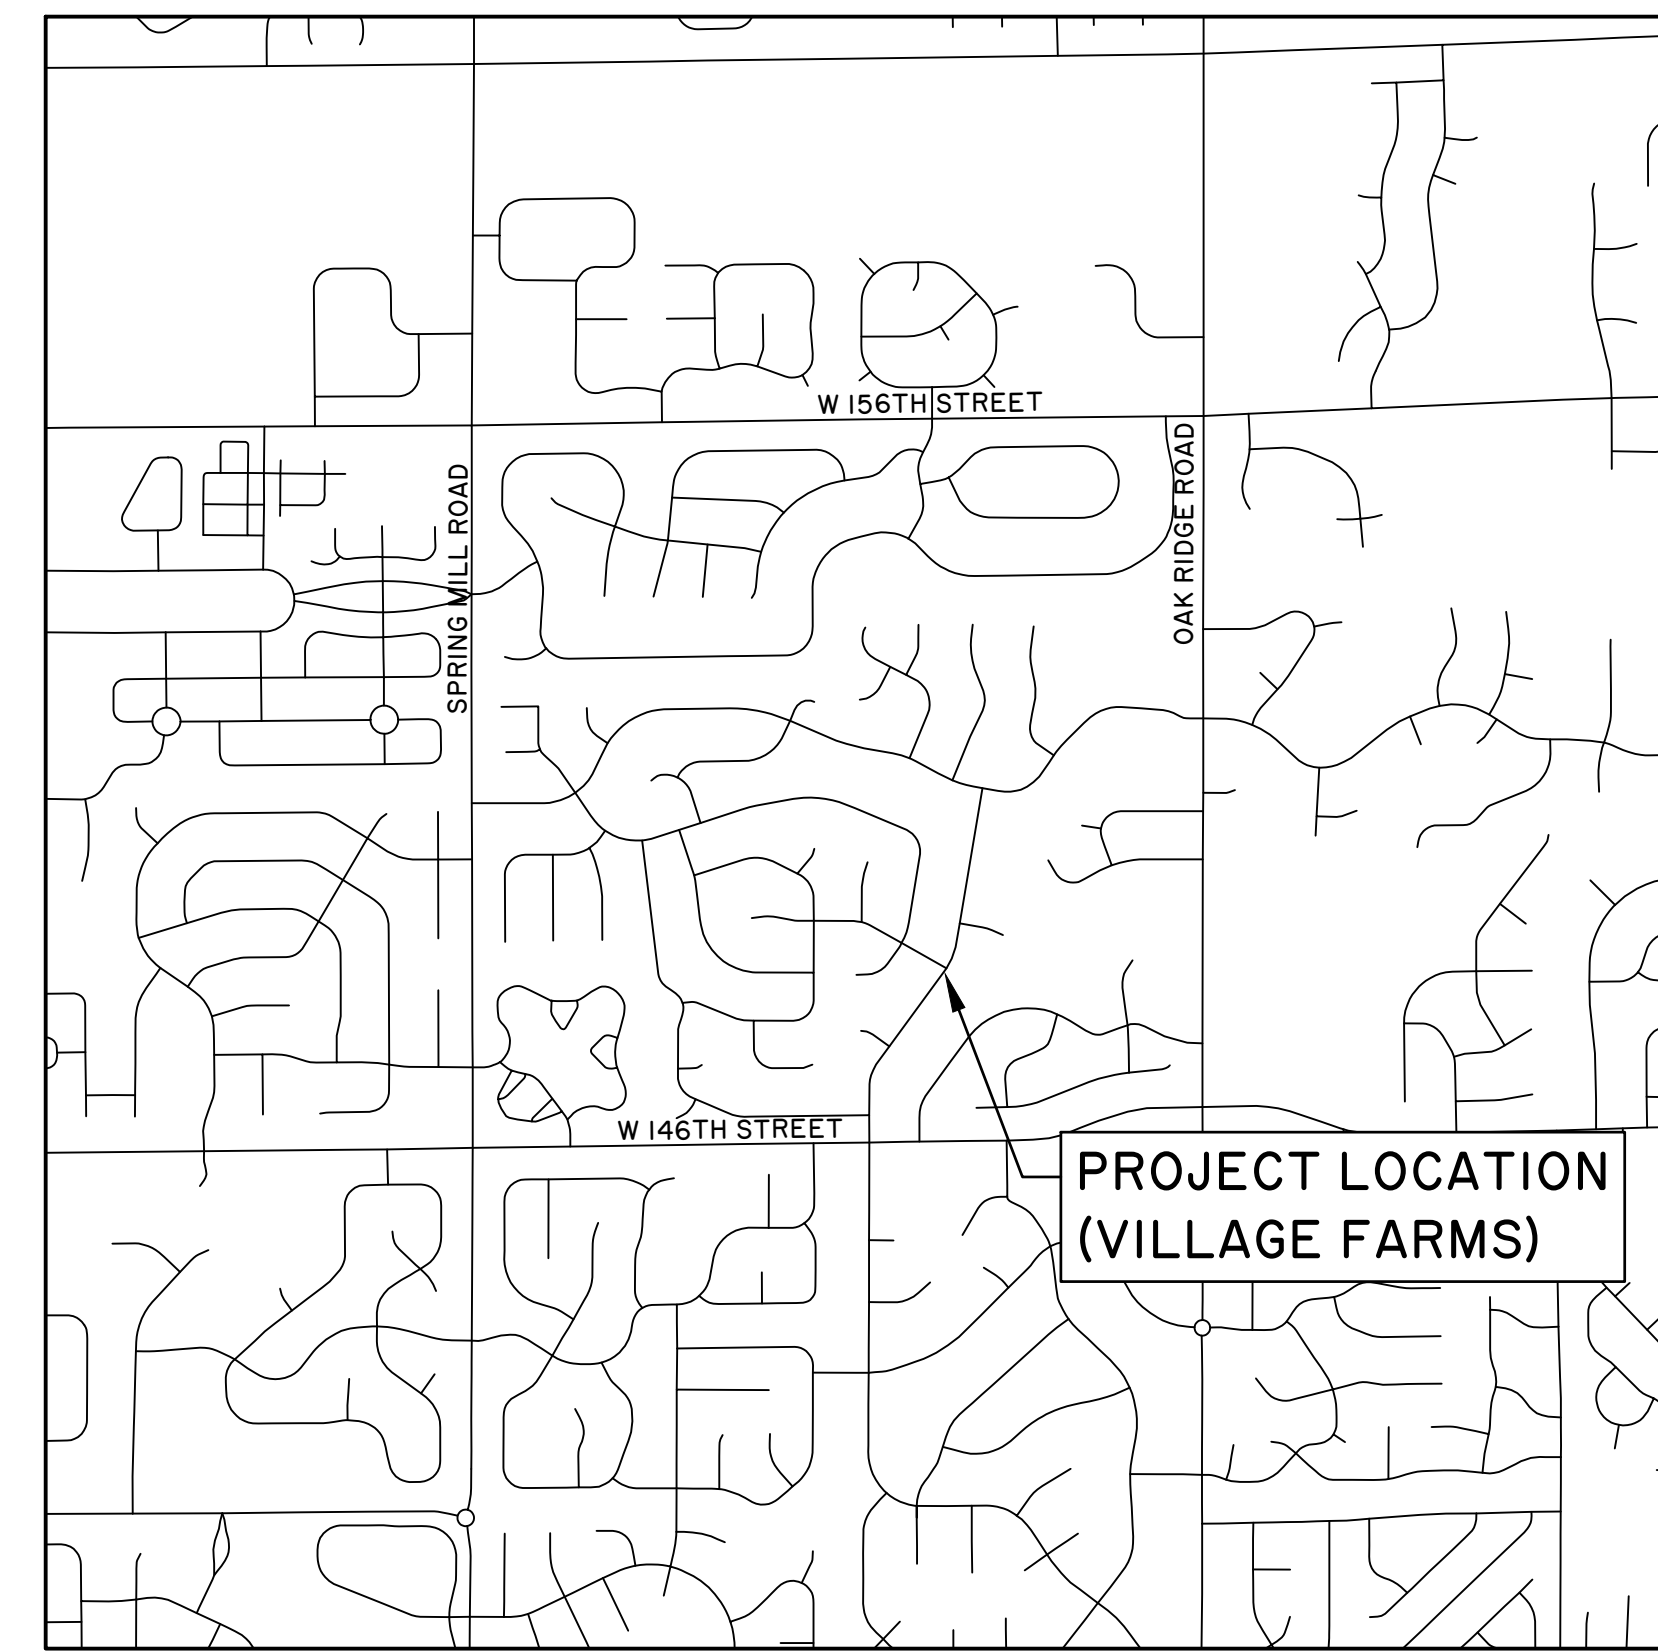 W 156TH STREET
SPRING MILL ROAD
OAK RIDGE ROAD
W 146TH STREET
PROJECT LOCATION
(VILLAGE FARMS)